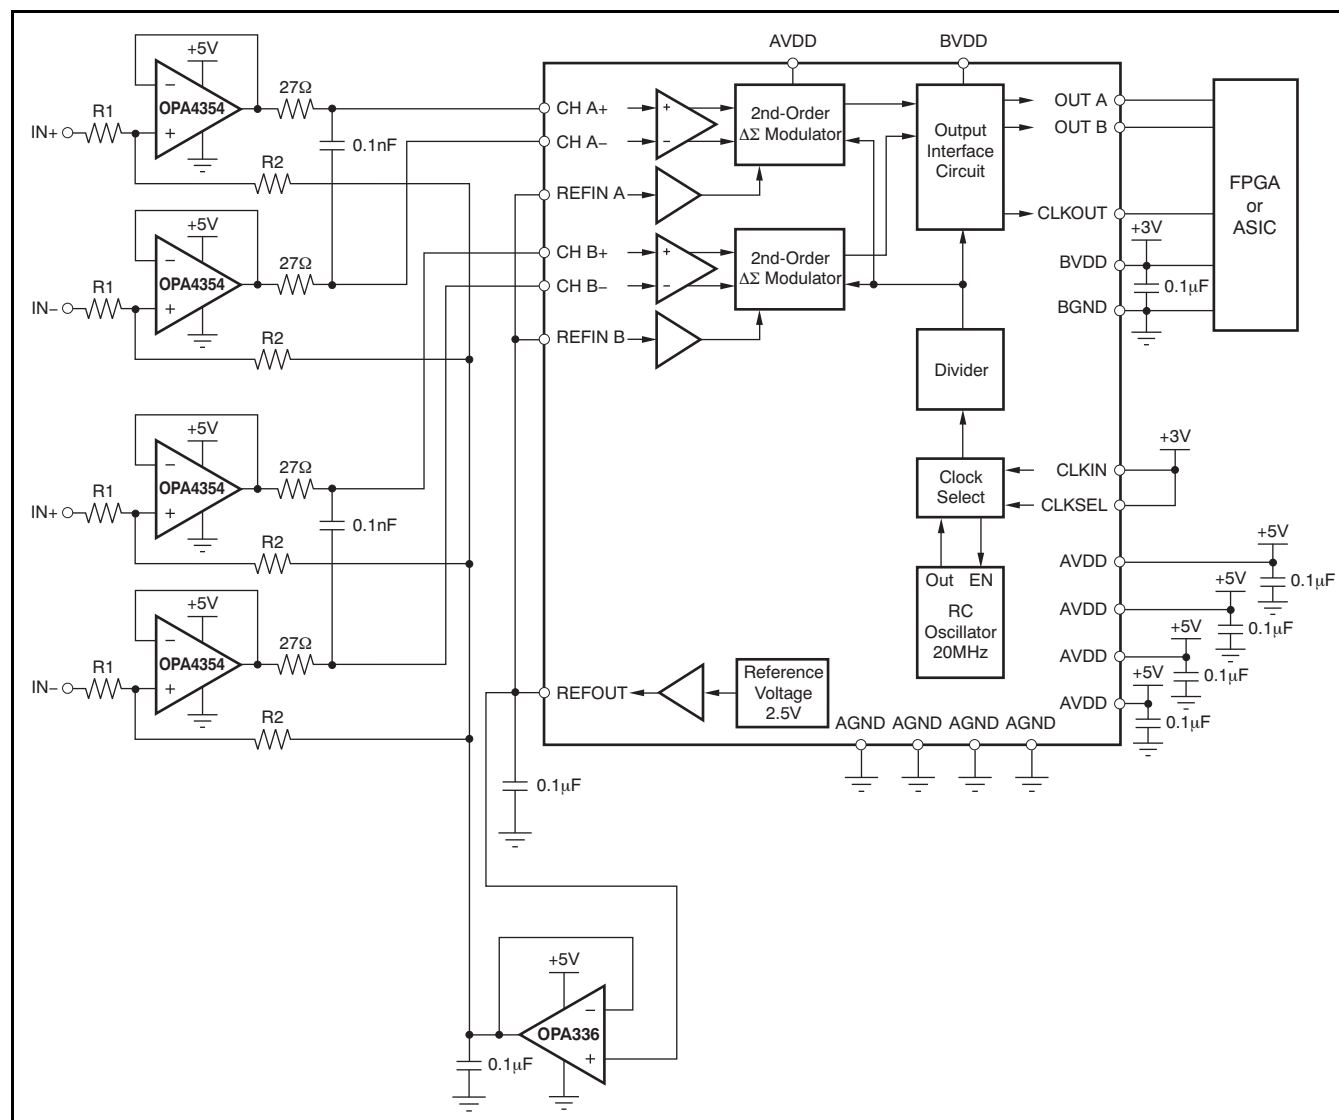 +5V
OPA4354
−
+
27Ω
R1
IN+
0.1nF
R2
+5V
OPA4354
−
+
27Ω
R1
IN−
R2
+5V
OPA4354
−
+
27Ω
R1
IN+
0.1nF
R2
+5V
OPA4354
−
+
27Ω
R1
IN−
R2
AVDD
BVDD
CH A+
CH A−
REFIN A
CH B+
CH B−
REFIN B
REFOUT
+
−
+
−
2nd-Order
ΔΣ Modulator
2nd-Order
ΔΣ Modulator
Output
Interface
Circuit
Divider
Clock
Select
Out
EN
RC
Oscillator
20MHz
Reference
Voltage
2.5V
OUT A
OUT B
CLKOUT
BVDD
BGND
CLKIN
CLKSEL
AVDD
AVDD
AVDD
AVDD
AGND
AGND
AGND
AGND
FPGA
or
ASIC
+3V
0.1μF
+3V
+5V
0.1μF
+5V
0.1μF
+5V
0.1μF
+5V
0.1μF
0.1μF
+5V
−
OPA336
+
0.1μF